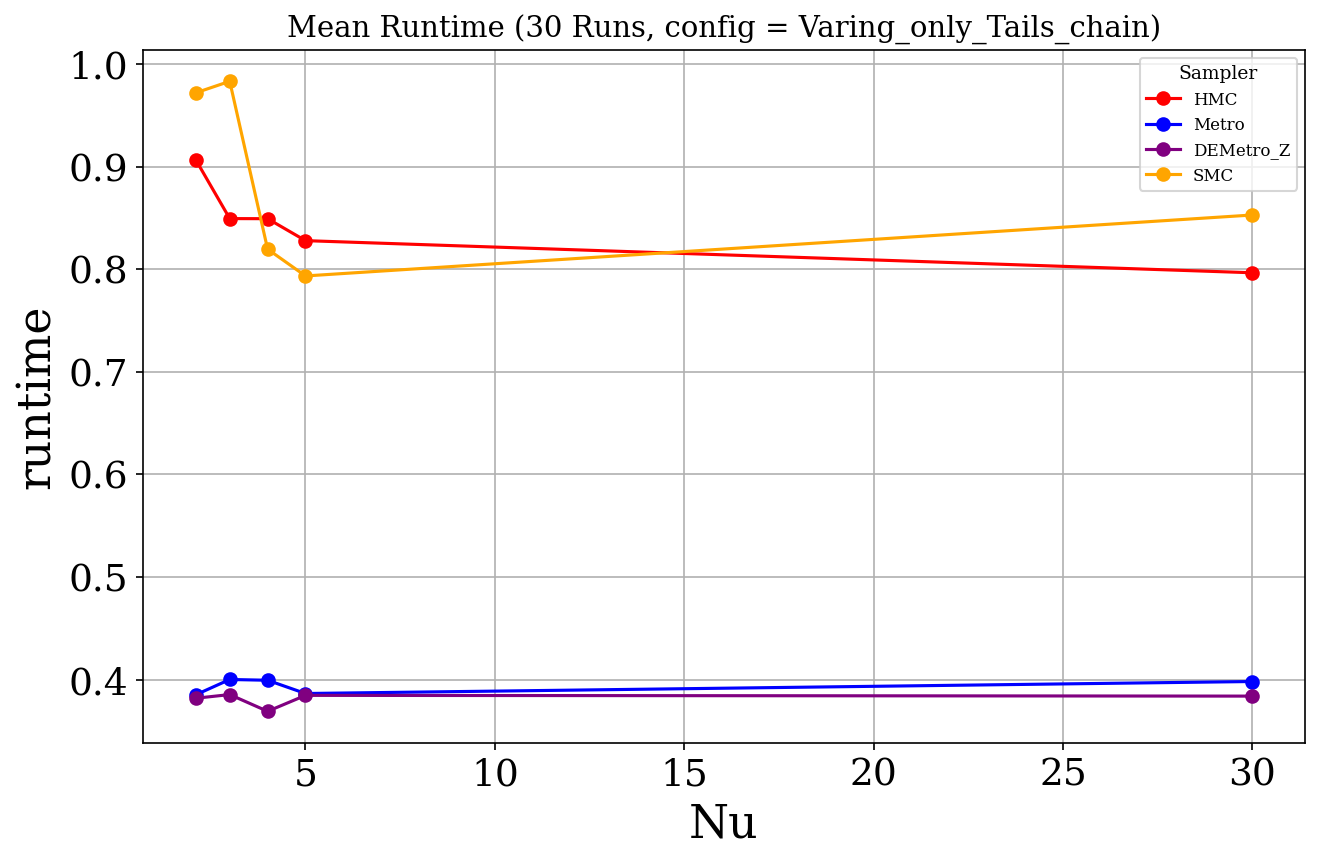 Mean Runtime (30 Runs, config = Varing_only_Tails_chain)
Sampler
HMC
Metro
DEMetro_Z
SMC
1.0
0.9
0.8
0.7
0.6
0.5
0.4
runtime
5 10 15 20 25 30
Nu